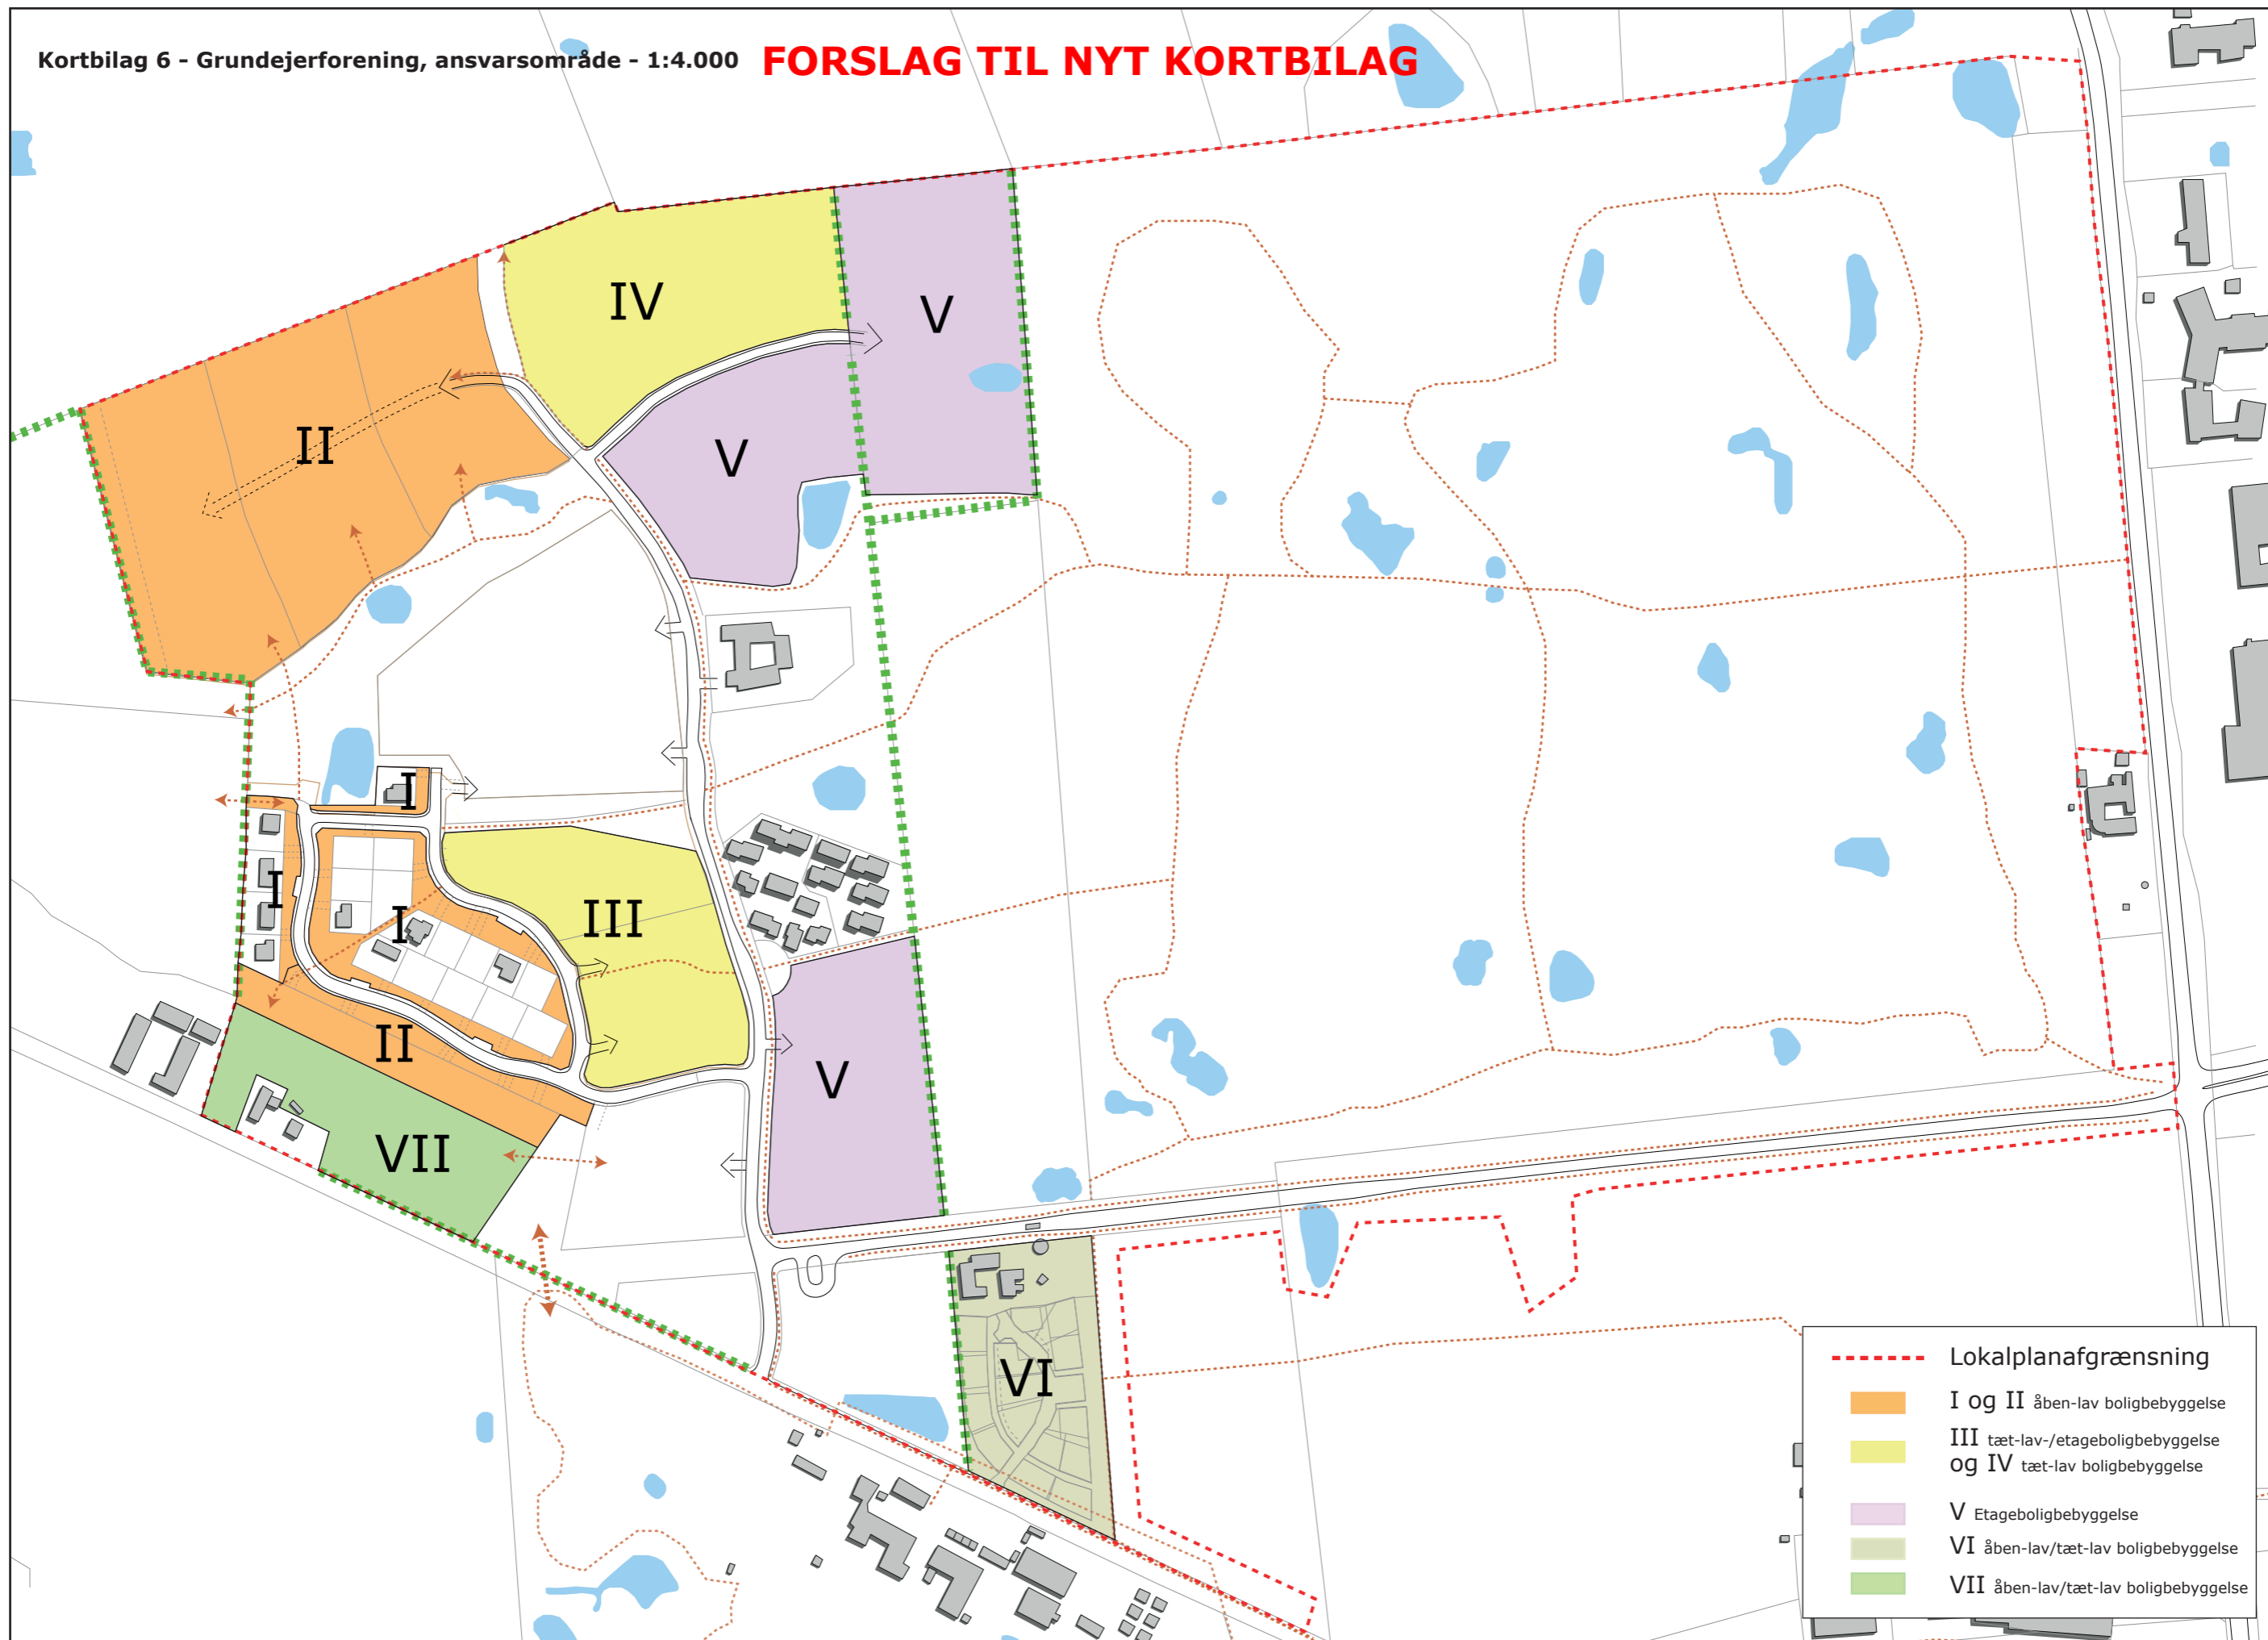 Kortbilag 6 - Grundejerforening, ansvarsområde - 1:4.000 FORSLAG TIL NYT KORTBILAG
IV
V
II
V
I
I
III
I
II
V
VII
VI
Lokalplanafgrænsning
I og II åben-lav boligbebyggelse
III tæt-lav-/etageboligbebyggelse
og IV tæt-lav boligbebyggelse
V Etageboligbebyggelse
VI åben-lav/tæt-lav boligbebyggelse
VII åben-lav/tæt-lav boligbebyggelse